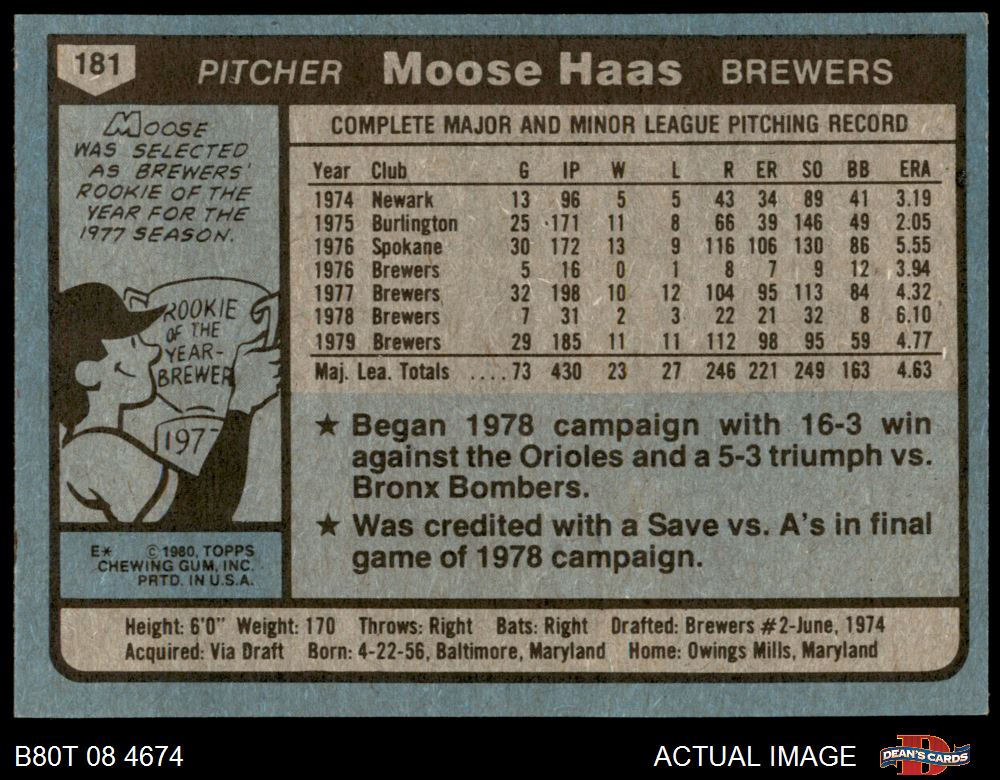 181 PITCHER Moose Haas BREWERS
MOOSE
WAS SELECTED
AS BREWERS'
ROOKIE OF THE
YEAR FOR THE
1977 SEASON.
ROOKIE
OF THE
YEAR-
BREWER
1977
E* © 1980, TOPPS
CHEWING GUM, INC.
PRTD. IN U.S.A.
COMPLETE MAJOR AND MINOR LEAGUE PITCHING RECORD
Year Club G IP W L R ER SO BB ERA
1974 Newark 13 96 5 5 43 34 89 41 3.19
1975 Burlington 25 171 11 8 66 39 146 49 2.05
1976 Spokane 30 172 13 9 116 106 130 86 5.55
1976 Brewers 5 16 0 1 8 7 9 12 3.94
1977 Brewers 32 198 10 12 104 95 113 84 4.32
1978 Brewers 7 31 2 3 22 21 32 8 6.10
1979 Brewers 29 185 11 11 112 98 95 59 4.77
Maj. Lea. Totals ....73 430 23 27 246 221 249 163 4.63
★ Began 1978 campaign with 16-3 win
against the Orioles and a 5-3 triumph vs.
Bronx Bombers.
★ Was credited with a Save vs. A's in final
game of 1978 campaign.
Height: 6'0" Weight: 170 Throws: Right Bats: Right Drafted: Brewers #2-June, 1974
Acquired: Via Draft Born: 4-22-56, Baltimore, Maryland Home: Owings Mills, Maryland
B80T 08 4674 ACTUAL IMAGE DEAN'S CARDS